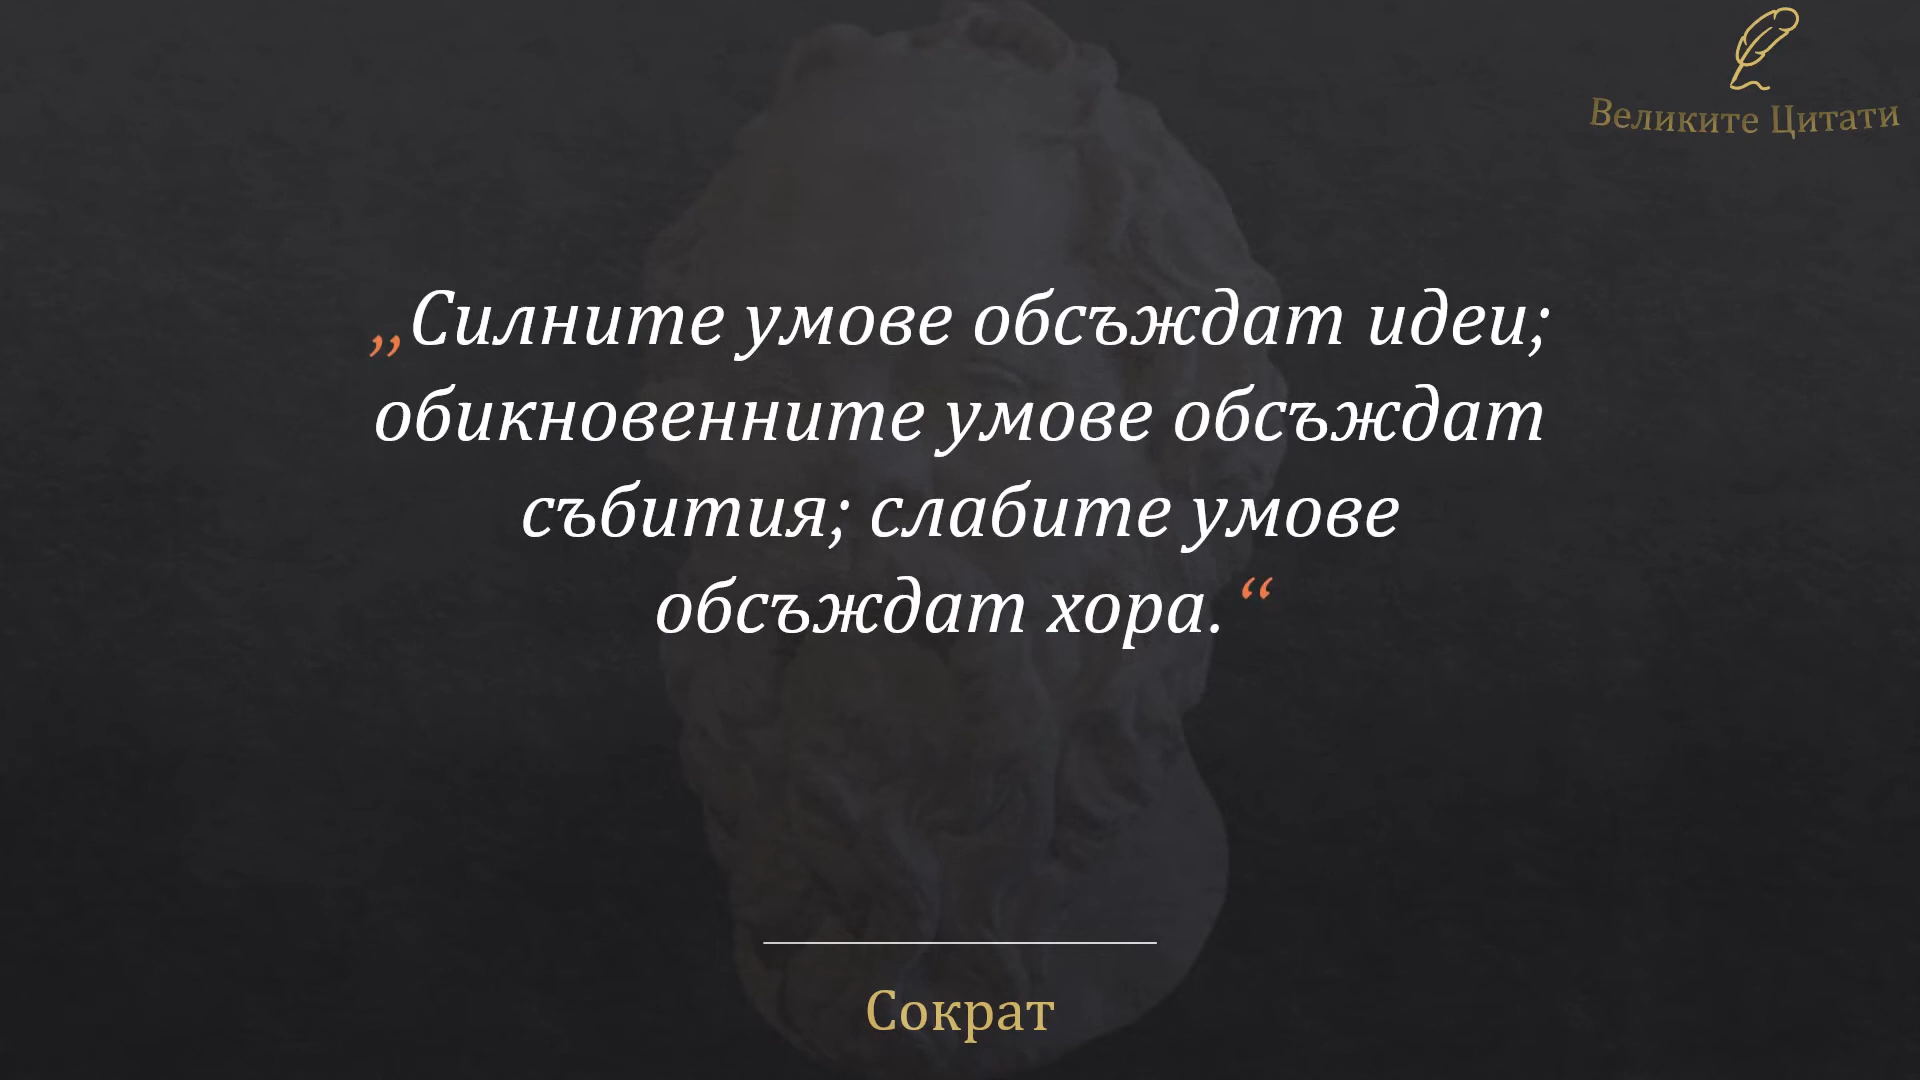 Великите Цитати
„Силните умове обсъждат идеи;
обикновенните умове обсъждат
събития; слабите умове
обсъждат хора.“
Сократ